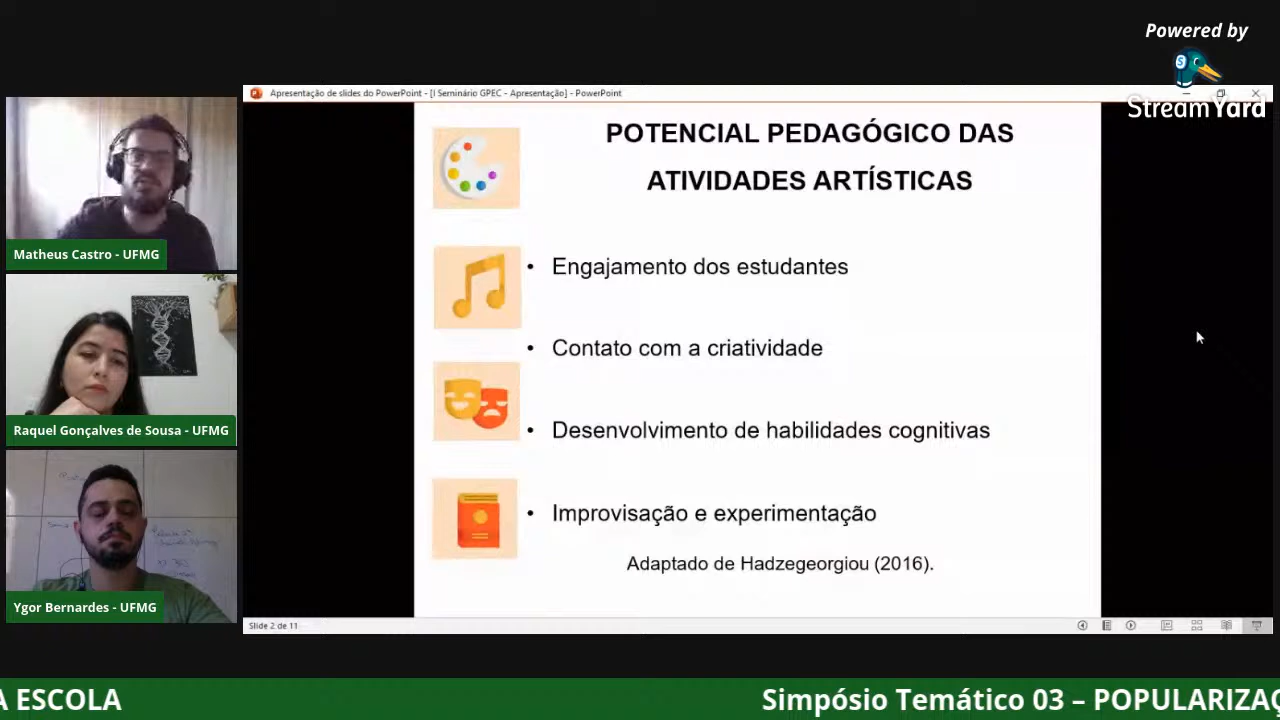 Powered by
StreamYard
Apresentação de slides do PowerPoint - [I Seminário GPEC - Apresentação] - PowerPoint
POTENCIAL PEDAGÓGICO DAS
ATIVIDADES ARTÍSTICAS
• Engajamento dos estudantes
• Contato com a criatividade
• Desenvolvimento de habilidades cognitivas
• Improvisação e experimentação
Adaptado de Hadzegeorgiou (2016).
Slide 2 de 11
Matheus Castro - UFMG
Raquel Gonçalves de Sousa - UFMG
Ygor Bernardes - UFMG
A ESCOLA
Simpósio Temático 03 – POPULARIZAÇ